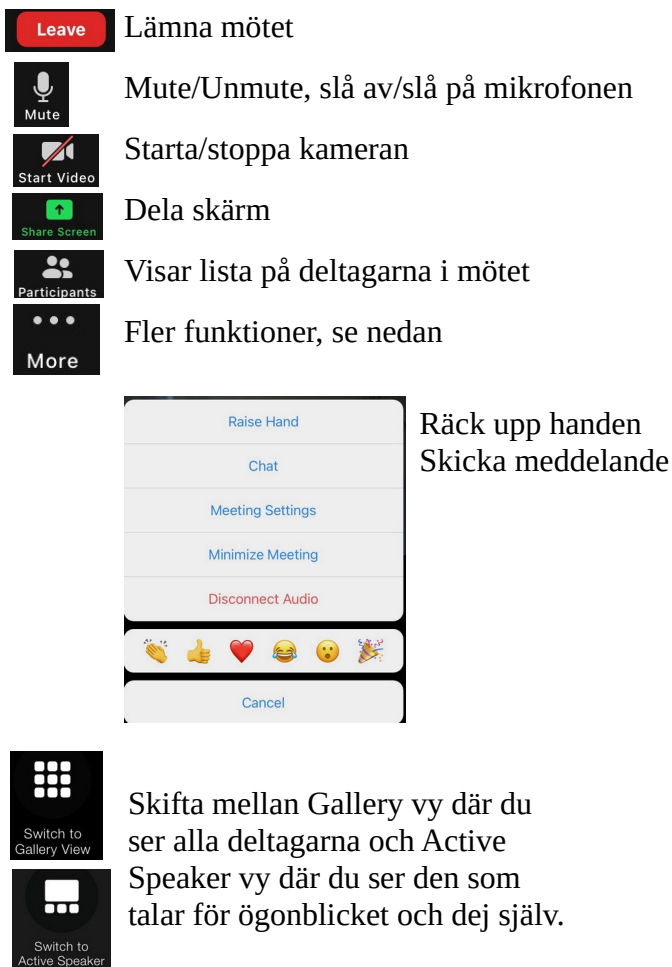 Leave
Lämna mötet
Mute
Mute/Unmute, slå av/slå på mikrofonen
Start Video
Starta/stoppa kameran
Share Screen
Dela skärm
Participants
Visar lista på deltagarna i mötet
More
Fler funktioner, se nedan
Raise Hand
Chat
Meeting Settings
Minimize Meeting
Disconnect Audio
Cancel
Räck upp handen
Skicka meddelande
Switch to
Gallery View
Switch to
Active Speaker
Skifta mellan Gallery vy där du
ser alla deltagarna och Active
Speaker vy där du ser den som
talar för ögonblicket och dej själv.